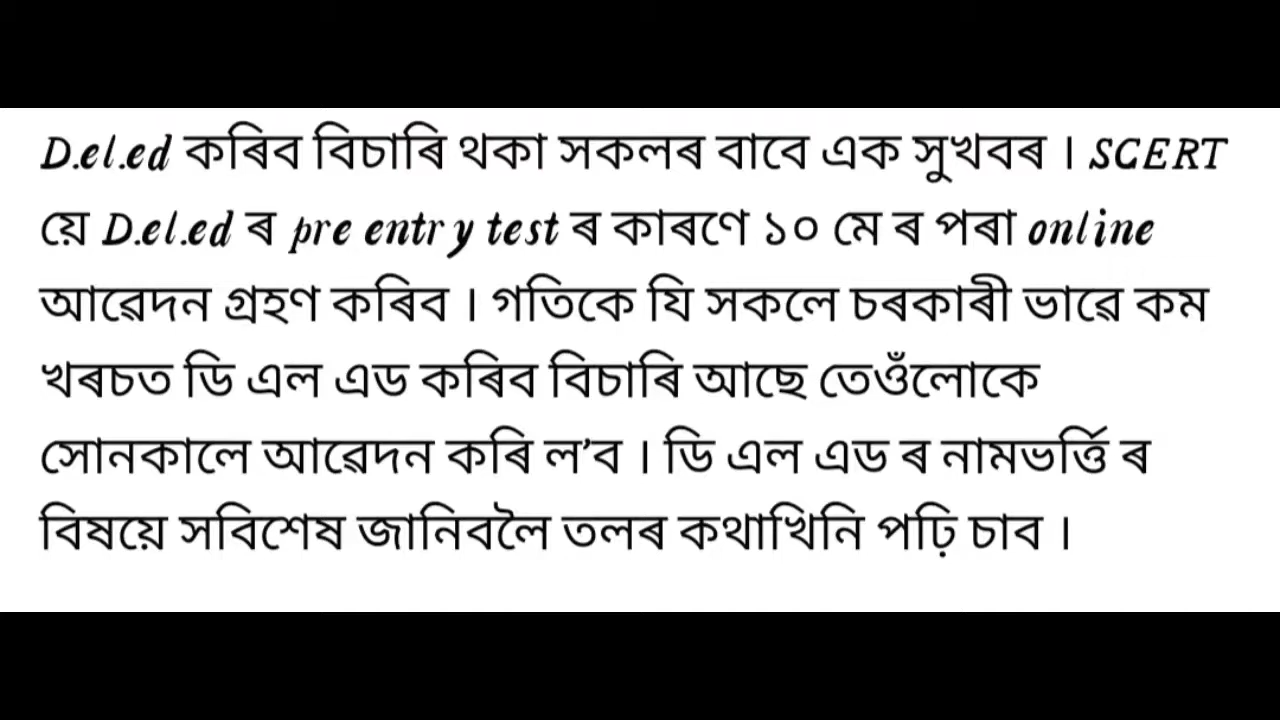 D.el.ed কৰিব বিচাৰি থকা সকলৰ বাবে এক সুখবৰ । SCERT
য়ে D.el.ed ৰ pre entry test ৰ কাৰণে ১০ মে ৰ পৰা online
আৱেদন গ্ৰহণ কৰিব । গতিকে যি সকলে চৰকাৰী ভাৱে কম
খৰচত ডি এল এড কৰিব বিচাৰি আছে তেওঁলোকে
সোনকালে আৱেদন কৰি ল’ব । ডি এল এড ৰ নামভৰ্ত্তি ৰ
বিষয়ে সবিশেষ জানিবলৈ তলৰ কথাখিনি পঢ়ি চাব ।